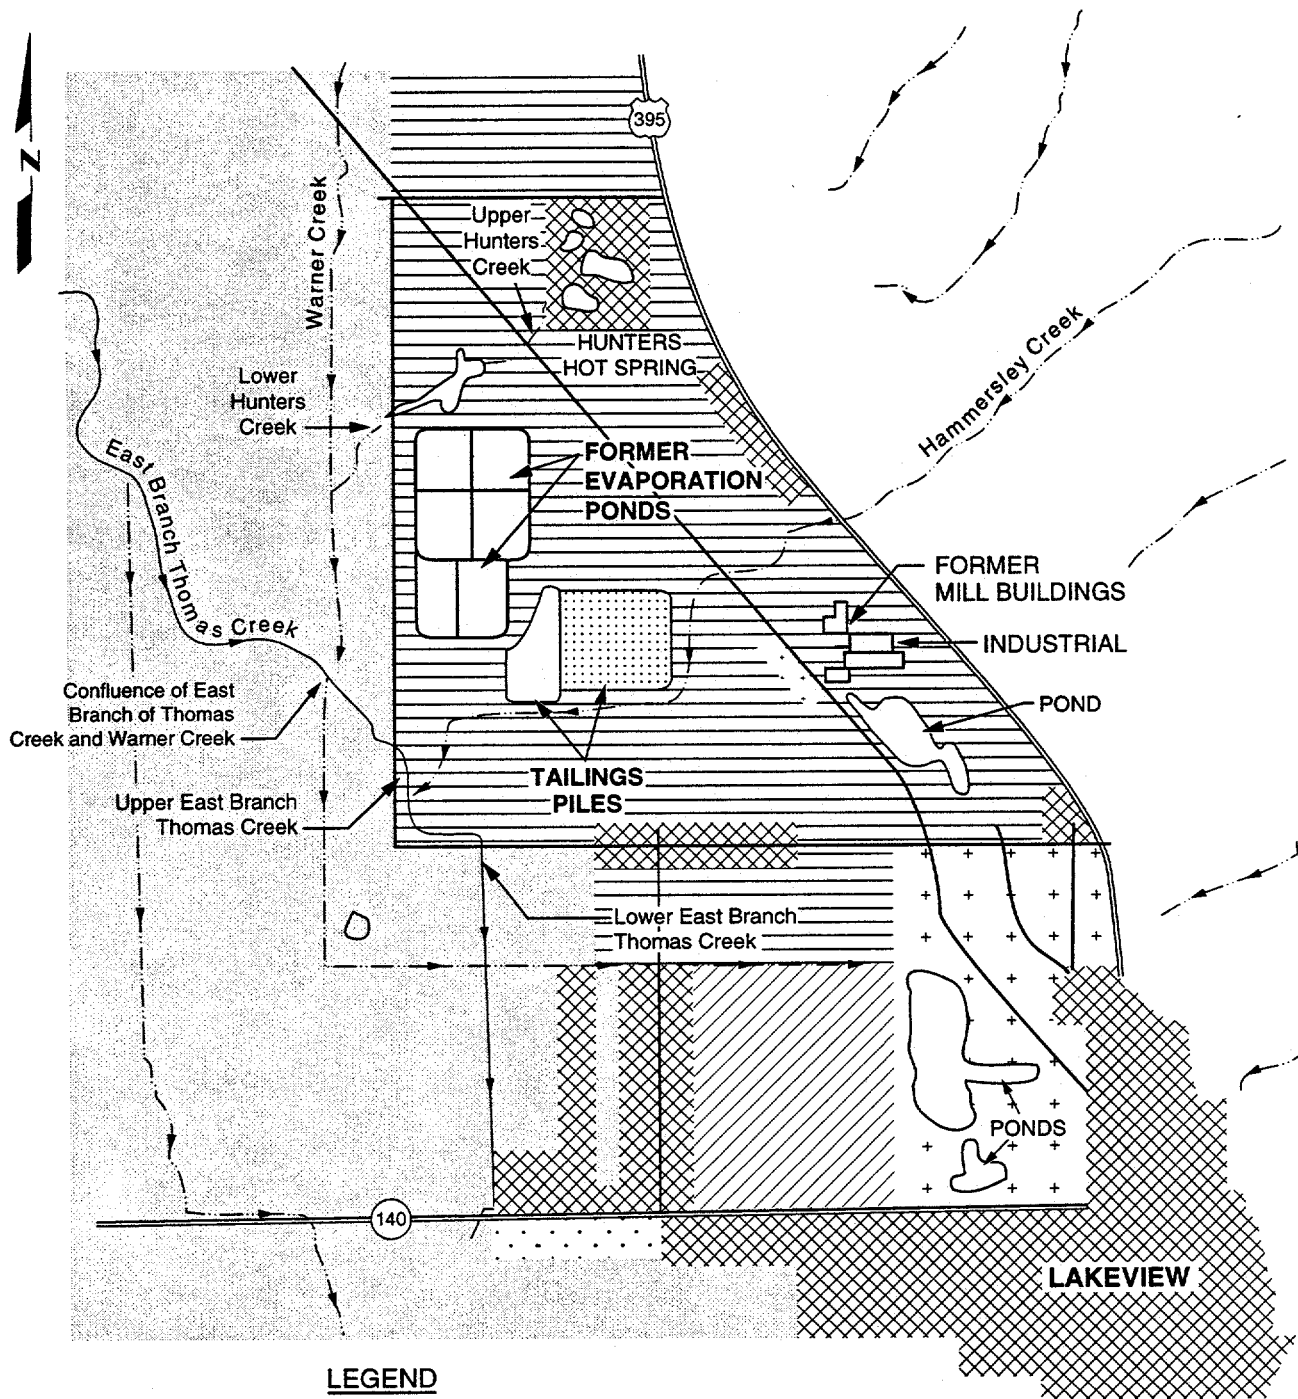 N
395
Upper
Hunters
Creek
Warner Creek
HUNTERS
HOT SPRING
Hammersley Creek
Lower
Hunters
Creek
East Branch Thomas Creek
FORMER
EVAPORATION
PONDS
FORMER
MILL BUILDINGS
INDUSTRIAL
Confluence of East
Branch of Thomas
Creek and Warner Creek
POND
TAILINGS
PILES
Upper East Branch
Thomas Creek
Lower East Branch
Thomas Creek
PONDS
140
LAKEVIEW
LEGEND